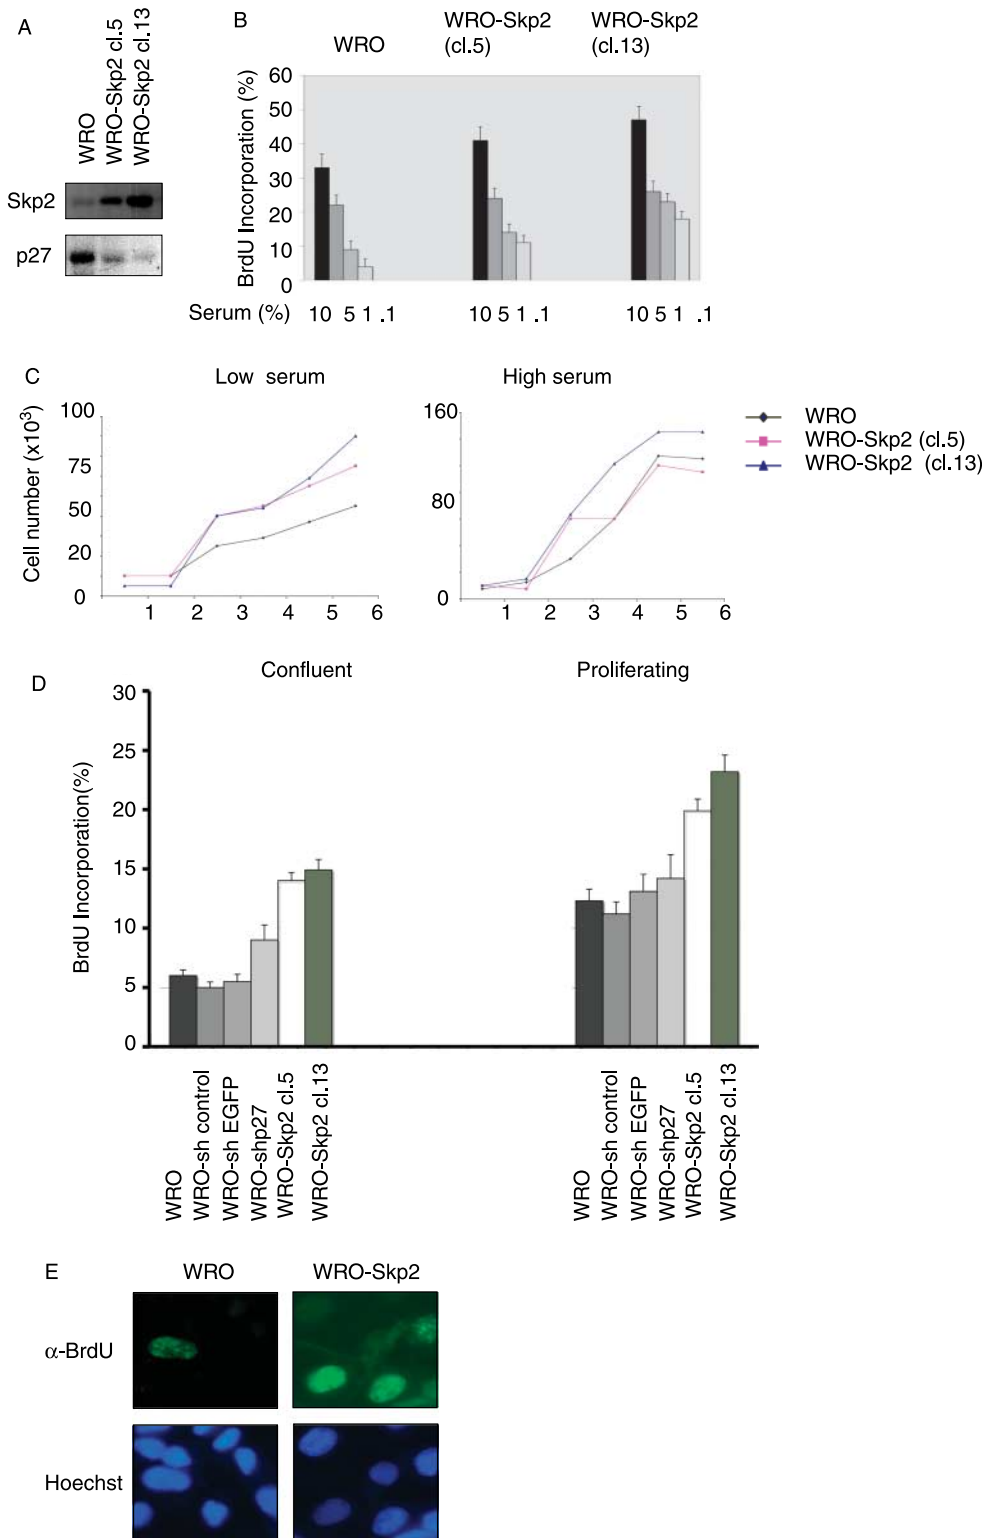 A
WRO
WRO-Skp2 cl.5
WRO-Skp2 cl.13
Skp2
p27
B
WRO
WRO-Skp2
(cl.5)
WRO-Skp2
(cl.13)
BrdU Incorporation (%)
60
50
40
30
20
10
0
Serum (%)
10 5 1 .1
10 5 1 .1
10 5 1 .1
C
Low serum
High serum
Cell number (x10³)
100
75
50
20
0
1 2 3 4 5 6
160
80
0
1 2 3 4 5 6
WRO
WRO-Skp2 (cl.5)
WRO-Skp2 (cl.13)
D
Confluent
Proliferating
BrdU Incorporation(%)
30
25
20
15
10
5
0
WRO
WRO-sh control
WRO-sh EGFP
WRO-shp27
WRO-Skp2 cl.5
WRO-Skp2 cl.13
WRO
WRO-sh control
WRO-sh EGFP
WRO-shp27
WRO-Skp2 cl.5
WRO-Skp2 cl.13
E
WRO
WRO-Skp2
α-BrdU
Hoechst